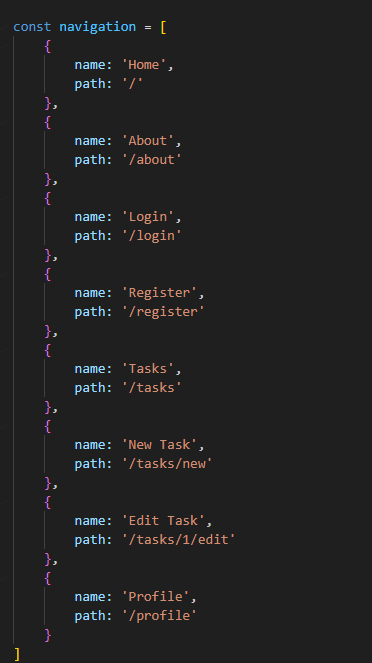 const navigation = [
    {
        name: 'Home',
        path: '/'
    },
    {
        name: 'About',
        path: '/about'
    },
    {
        name: 'Login',
        path: '/login'
    },
    {
        name: 'Register',
        path: '/register'
    },
    {
        name: 'Tasks',
        path: '/tasks'
    },
    {
        name: 'New Task',
        path: '/tasks/new'
    },
    {
        name: 'Edit Task',
        path: '/tasks/1/edit'
    },
    {
        name: 'Profile',
        path: '/profile'
    }
]